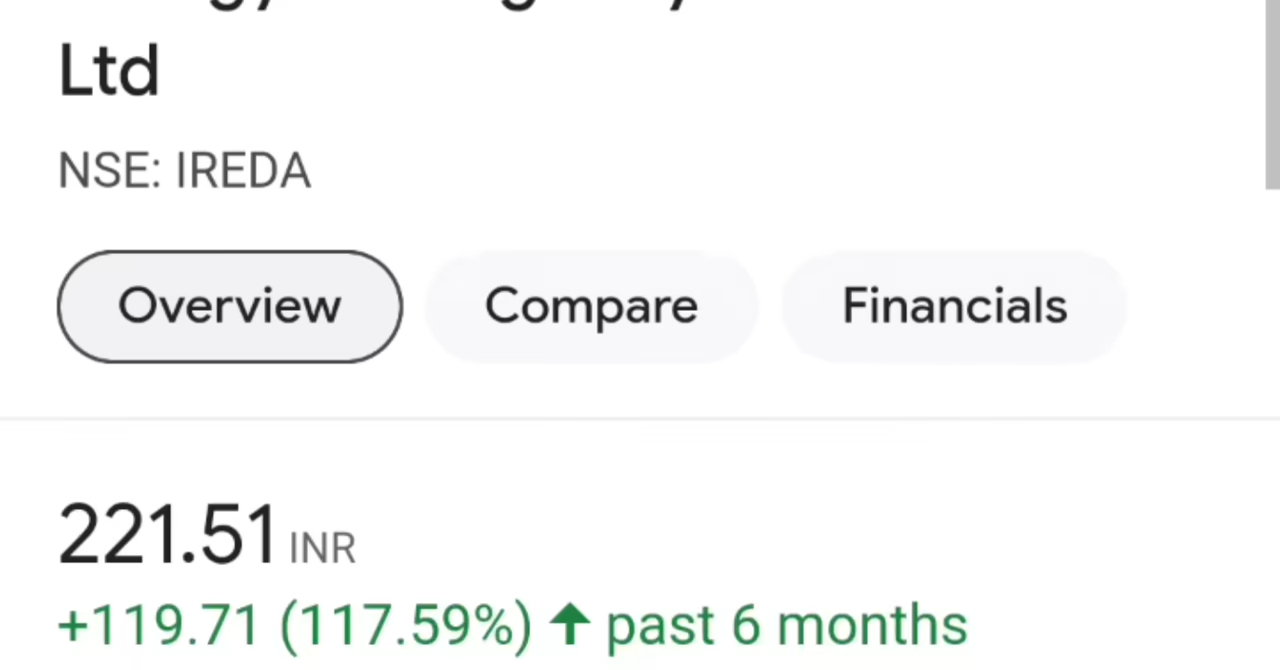 Ltd
NSE: IREDA
Overview Compare Financials
221.51 INR
+119.71 (117.59%) ↑ past 6 months